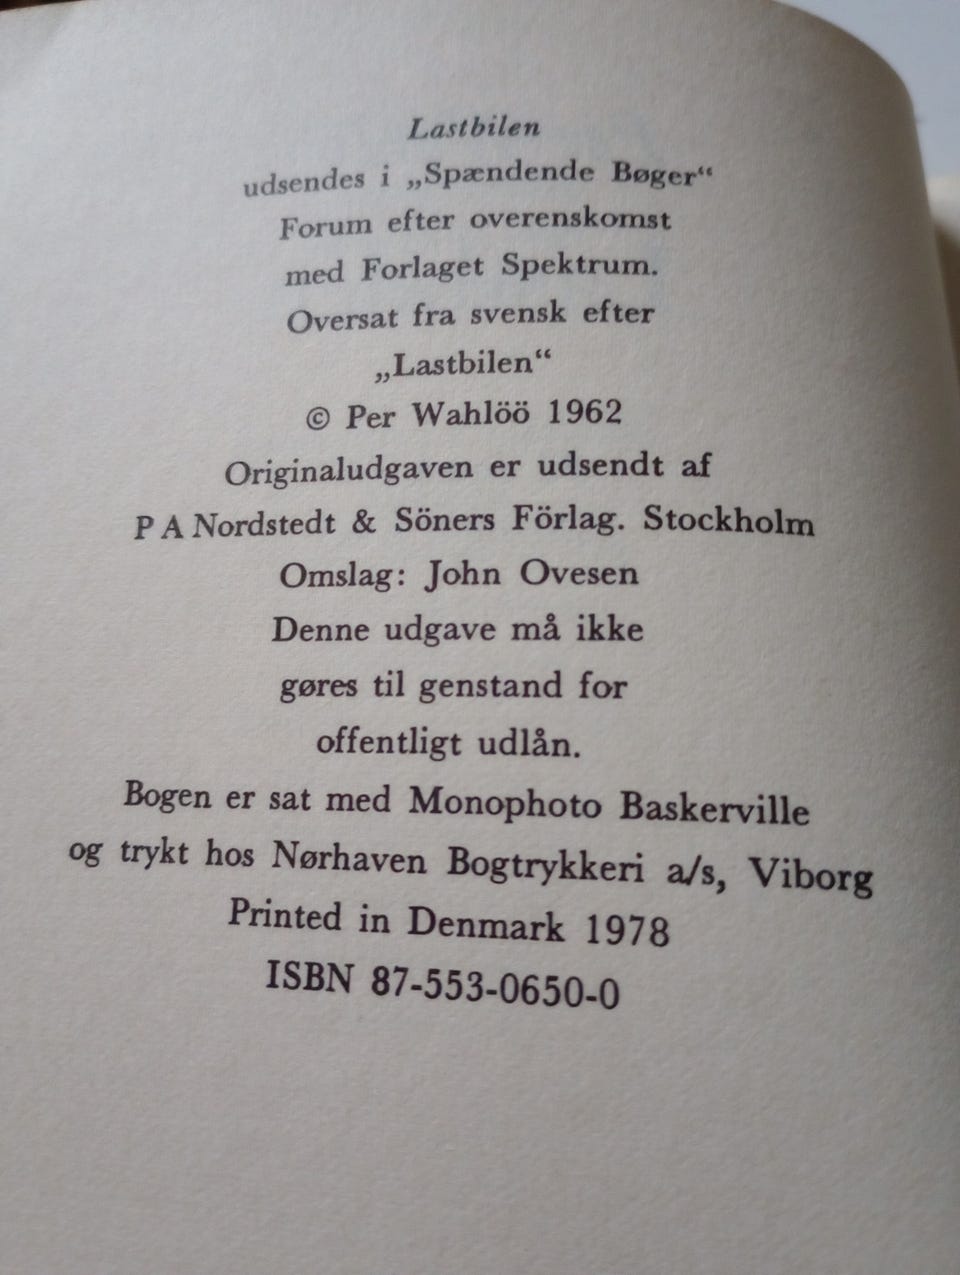 Lastbilen
udsendes i „Spændende Bøger“
Forum efter overenskomst
med Forlaget Spektrum.
Oversat fra svensk efter
„Lastbilen“
© Per Wahlöö 1962
Originaludgaven er udsendt af
P A Nordstedt & Söners Förlag. Stockholm
Omslag: John Ovesen
Denne udgave må ikke
gøres til genstand for
offentligt udlån.
Bogen er sat med Monophoto Baskerville
og trykt hos Nørhaven Bogtrykkeri a/s, Viborg
Printed in Denmark 1978
ISBN 87-553-0650-0